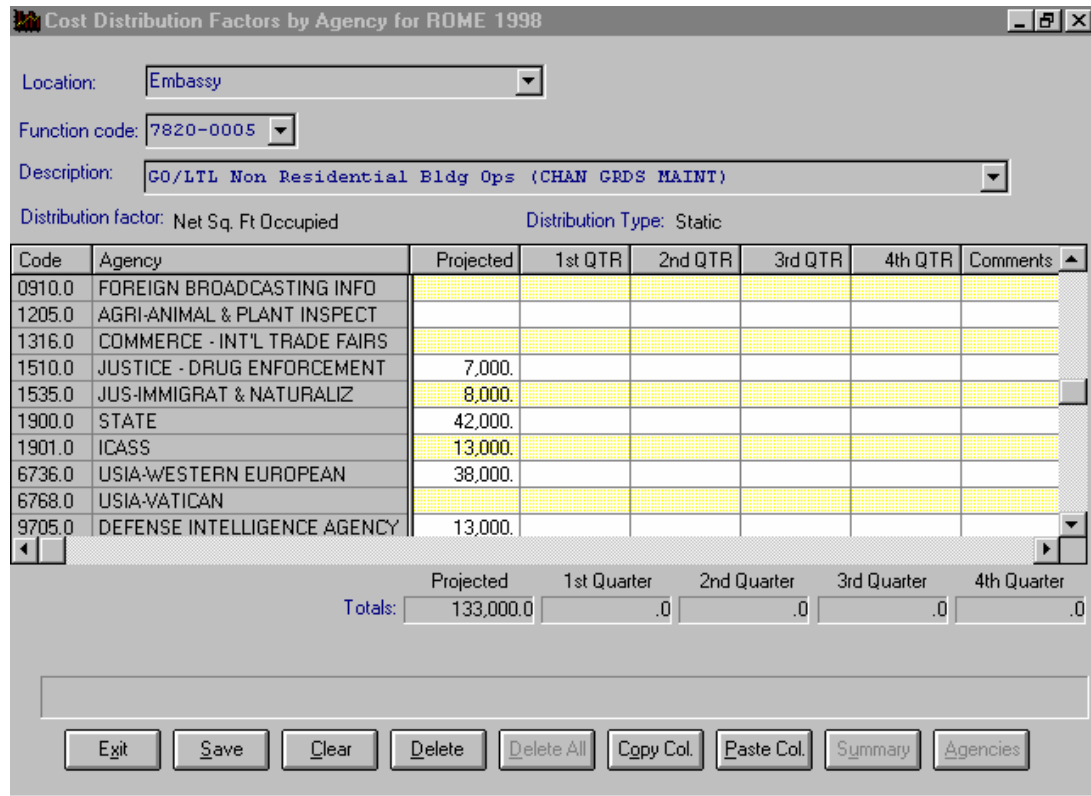 Cost Distribution Factors by Agency for ROME 1998
Location: Embassy
Function code: 7820-0005
Description: GO/LTL Non Residential Bldg Ops (CHAN GRDS MAINT)
Distribution factor: Net Sq. Ft Occupied Distribution Type: Static
Code Agency Projected 1st QTR 2nd QTR 3rd QTR 4th QTR Comments
0910.0 FOREIGN BROADCASTING INFO
1205.0 AGRI-ANIMAL & PLANT INSPECT
1316.0 COMMERCE - INT'L TRADE FAIRS
1510.0 JUSTICE - DRUG ENFORCEMENT 7,000.
1535.0 JUS-IMMIGRAT & NATURALIZ 8,000.
1900.0 STATE 42,000.
1901.0 ICASS 13,000.
6736.0 USIA-WESTERN EUROPEAN 38,000.
6768.0 USIA-VATICAN
9705.0 DEFENSE INTELLIGENCE AGENCY 13,000.
Projected 1st Quarter 2nd Quarter 3rd Quarter 4th Quarter
Totals: 133,000.0 .0 .0 .0 .0
Exit Save Clear Delete Delete All Copy Col. Paste Col. Summary Agencies